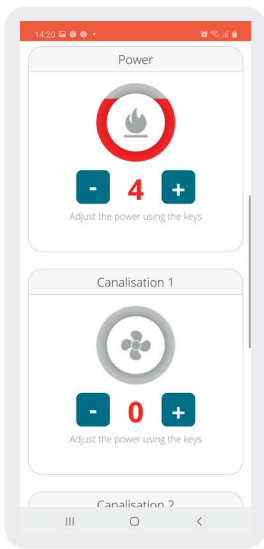 14:20
Power
- 4 +
Adjust the power using the keys
Canalisation 1
- 0 +
Adjust the power using the keys
Canalisation 2